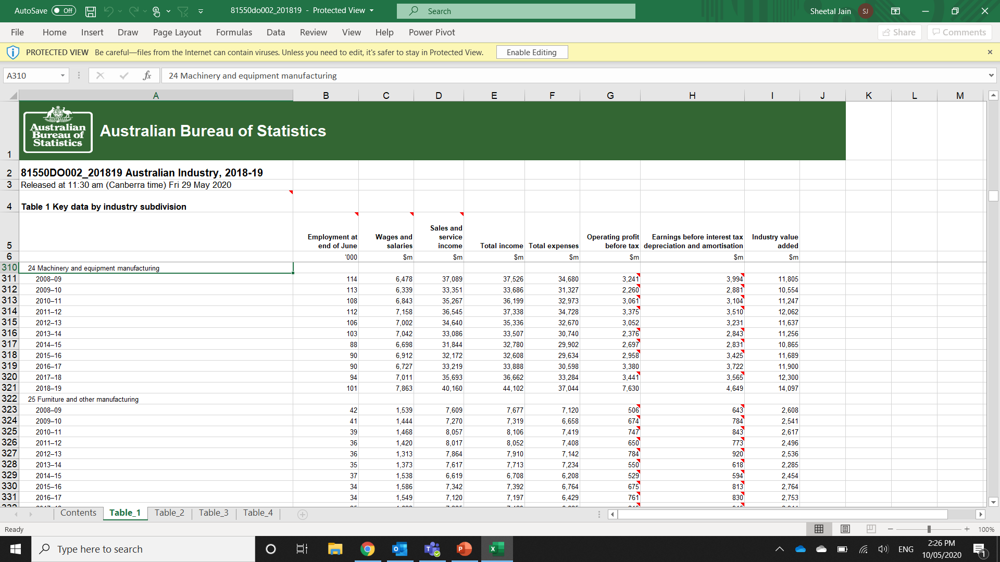 AutoSave Off 81550do002_201819 - Protected View Search Sheetal Jain SJ
File Home Insert Draw Page Layout Formulas Data Review View Help Power Pivot Share Comments
PROTECTED VIEW Be careful—files from the Internet can contain viruses. Unless you need to edit, it's safer to stay in Protected View. Enable Editing
A310 fx 24 Machinery and equipment manufacturing
A B C D E F G H I J K L M
AUSTRALIA
Australian
Bureau of
Statistics
Australian Bureau of Statistics
1
2 81550DO002_201819 Australian Industry, 2018-19
3 Released at 11:30 am (Canberra time) Fri 29 May 2020
4 Table 1 Key data by industry subdivision
Sales and
Employment at Wages and service Operating profit Earnings before interest tax Industry value
5 end of June salaries income Total income Total expenses before tax depreciation and amortisation added
6 '000 $m $m $m $m $m $m $m
310 24 Machinery and equipment manufacturing
311 2008–09 114 6,478 37,089 37,526 34,680 3,241 3,994 11,805
312 2009–10 113 6,339 33,351 33,686 31,327 2,260 2,881 10,554
313 2010–11 108 6,843 35,267 36,199 32,973 3,061 3,104 11,247
314 2011–12 112 7,158 36,545 37,338 34,728 3,375 3,510 12,062
315 2012–13 106 7,002 34,640 35,336 32,670 3,052 3,231 11,637
316 2013–14 103 7,042 33,086 33,507 30,740 2,376 2,843 11,256
317 2014–15 88 6,698 31,844 32,780 29,902 2,697 2,831 10,865
318 2015–16 90 6,912 32,172 32,608 29,634 2,958 3,425 11,689
319 2016–17 90 6,727 33,219 33,888 30,598 3,380 3,722 11,900
320 2017–18 94 7,011 35,693 36,662 33,284 3,441 3,565 12,300
321 2018–19 101 7,863 40,160 44,102 37,044 7,630 4,649 14,097
322 25 Furniture and other manufacturing
323 2008–09 42 1,539 7,609 7,677 7,120 506 643 2,608
324 2009–10 41 1,444 7,270 7,319 6,658 674 784 2,541
325 2010–11 39 1,468 8,057 8,106 7,419 747 843 2,617
326 2011–12 36 1,420 8,017 8,052 7,408 650 773 2,496
327 2012–13 36 1,313 7,864 7,910 7,142 784 920 2,536
328 2013–14 35 1,373 7,617 7,713 7,234 550 618 2,285
329 2014–15 37 1,538 6,619 6,708 6,208 529 594 2,454
330 2015–16 34 1,586 7,342 7,392 6,764 675 813 2,764
331 2016–17 34 1,549 7,120 7,197 6,429 761 830 2,753
Contents Table_1 Table_2 Table_3 Table_4
Ready 100%
Type here to search ENG 2:26 PM
10/05/2020 1